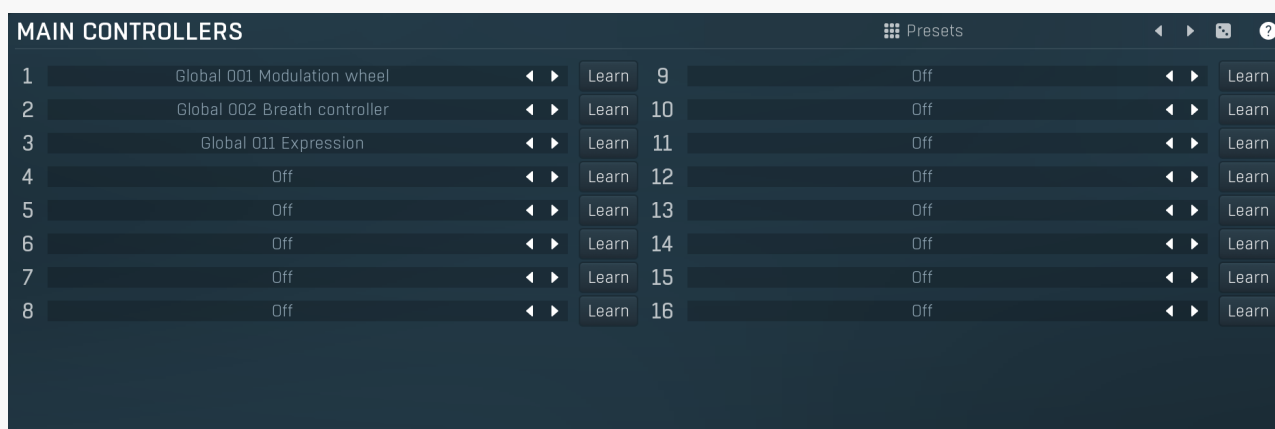 MAIN CONTROLLERS Presets ?
1 Global 001 Modulation wheel Learn 9 Off Learn
2 Global 002 Breath controller Learn 10 Off Learn
3 Global 011 Expression Learn 11 Off Learn
4 Off Learn 12 Off Learn
5 Off Learn 13 Off Learn
6 Off Learn 14 Off Learn
7 Off Learn 15 Off Learn
8 Off Learn 16 Off Learn